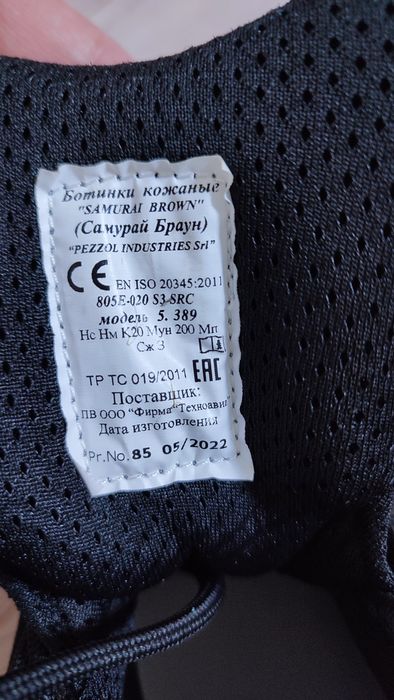 Ботинки кожаные
"SAMURAI BROWN"
(Самурай Браун)
"PEZZOL INDUSTRIES Srl"
CE EN ISO 20345:2011
805E-020 S3 SRC
модель 5. 389
Нс Нм К20 Мун 200 Мп
Сж 3
ТР ТС 019/2011 EAC
Поставщик:
ПВ ООО "Фирма "Техноавиа"
Дата изготовления
Pr.No.85 05/2022